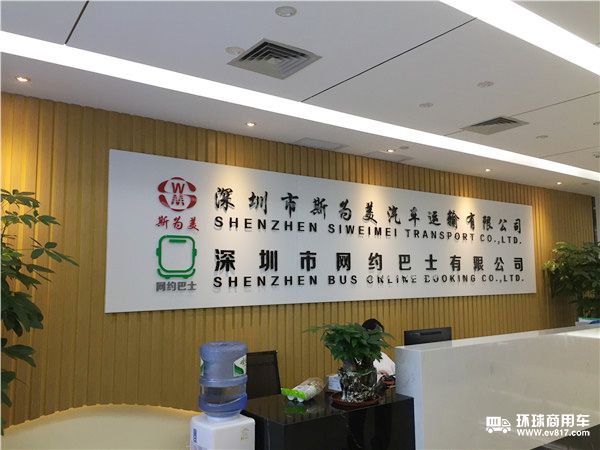 深圳市斯为美汽车运输有限公司
SHENZHEN SIWEIMEI TRANSPORT CO.,LTD.
斯为美
深圳市网约巴士有限公司
SHENZHEN BUS ONLINE BOOKING CO.,LTD.
网约巴士
环球商用车
www.ev817.com